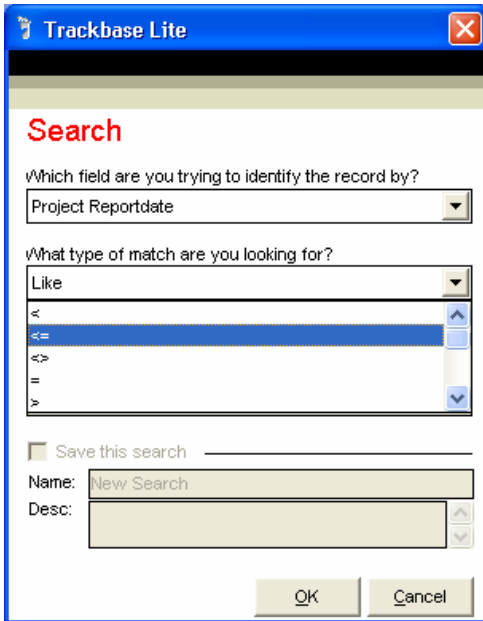 Trackbase Lite
Search
Which field are you trying to identify the record by?
Project Reportdate
What type of match are you looking for?
Like
<
<=
<>
=
>
Save this search
Name: New Search
Desc:
OK Cancel